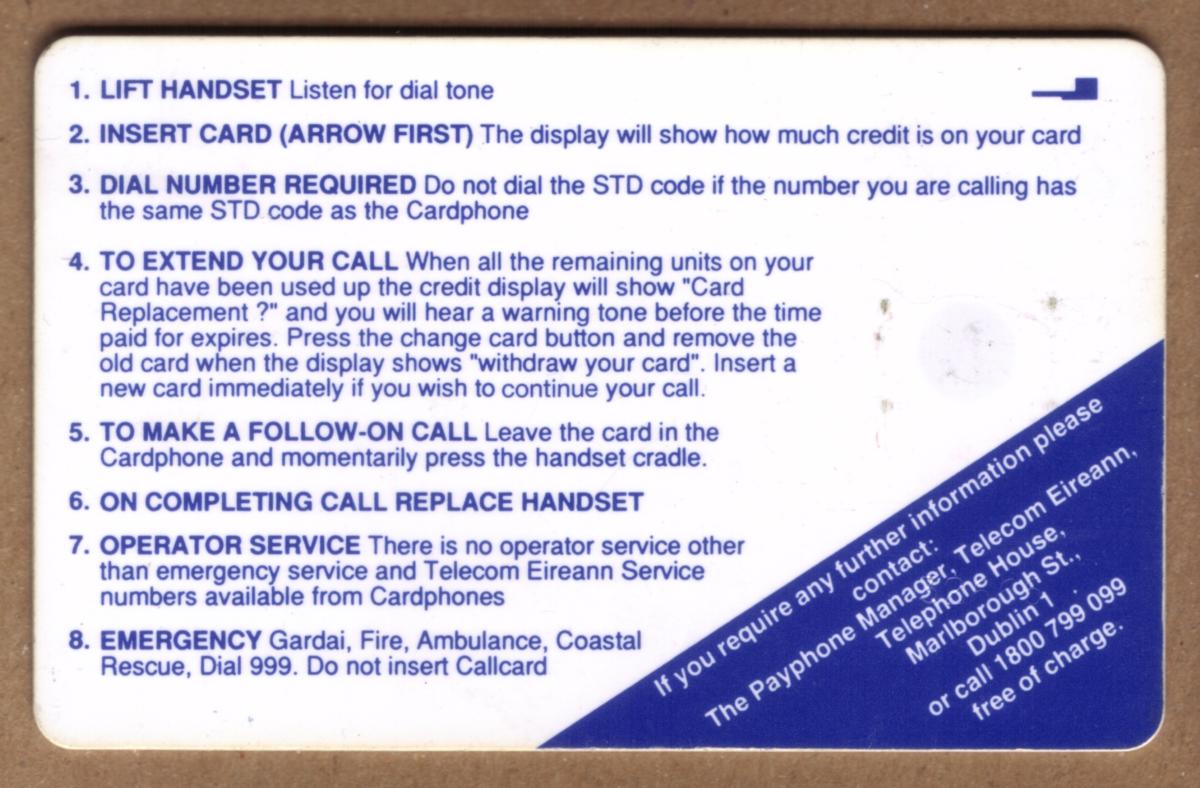 1. LIFT HANDSET Listen for dial tone
2. INSERT CARD (ARROW FIRST) The display will show how much credit is on your card
3. DIAL NUMBER REQUIRED Do not dial the STD code if the number you are calling has
the same STD code as the Cardphone
4. TO EXTEND YOUR CALL When all the remaining units on your
card have been used up the credit display will show "Card
Replacement ?" and you will hear a warning tone before the time
paid for expires. Press the change card button and remove the
old card when the display shows "withdraw your card". Insert a
new card immediately if you wish to continue your call.
5. TO MAKE A FOLLOW-ON CALL Leave the card in the
Cardphone and momentarily press the handset cradle.
6. ON COMPLETING CALL REPLACE HANDSET
7. OPERATOR SERVICE There is no operator service other
than emergency service and Telecom Eireann Service
numbers available from Cardphones
8. EMERGENCY Gardai, Fire, Ambulance, Coastal
Rescue, Dial 999. Do not insert Callcard
If you require any further information please
contact:
The Payphone Manager, Telecom Eireann,
Telephone House,
Marlborough St.,
Dublin 1
or call 1800 799 099
free of charge.